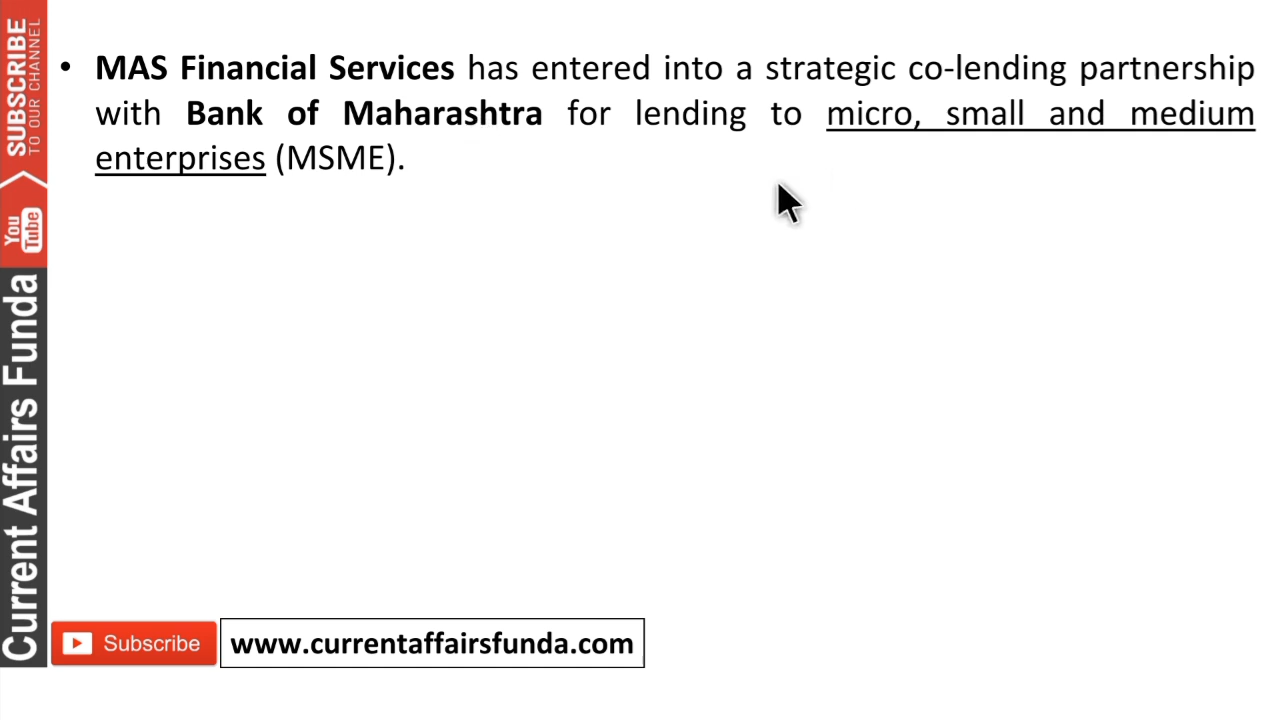 • MAS Financial Services has entered into a strategic co-lending partnership
with Bank of Maharashtra for lending to micro, small and medium
enterprises (MSME).
SUBSCRIBE
TO OUR CHANNEL
You
Tube
Current Affairs Funda
Subscribe
www.currentaffairsfunda.com